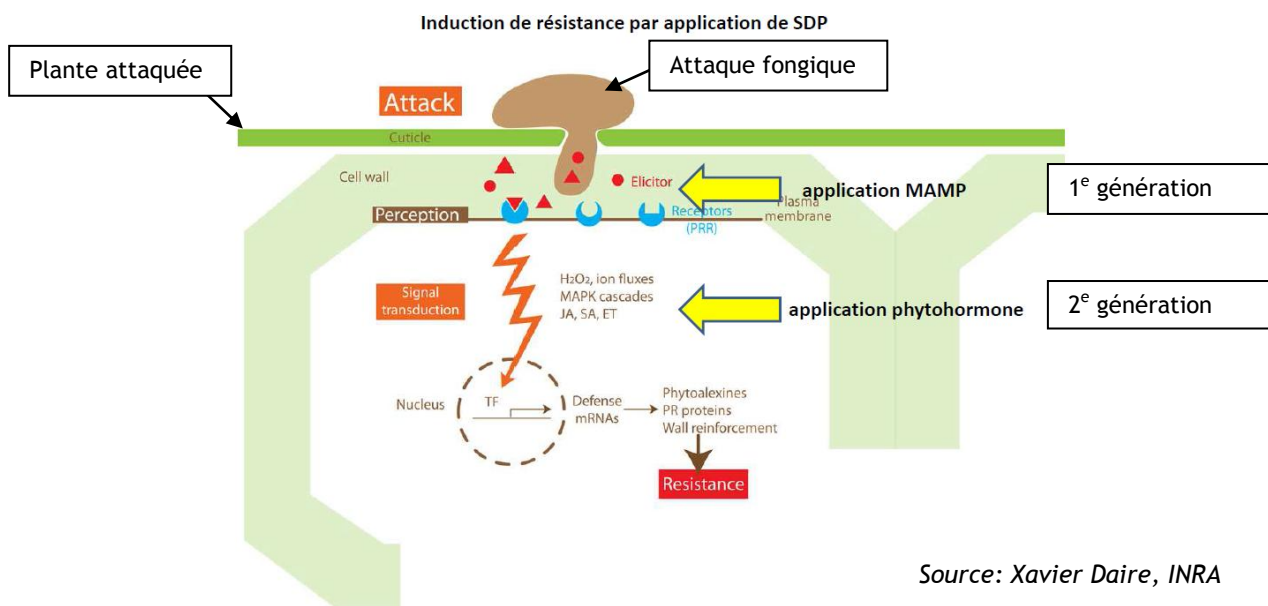 Induction de résistance par application de SDP
Plante attaquée
Attaque fongique
Attack
Cuticle
Cell wall
Elicitor
application MAMP
1e génération
Perception
Receptors
(PRR)
Plasma
membrane
Signal
transduction
H2O2, ion fluxes
MAPK cascades
JA, SA, ET
application phytohormone
2e génération
Nucleus
TF
Defense
mRNAs
Phytoalexines
PR proteins
Wall reinforcement
Resistance
Source: Xavier Daire, INRA